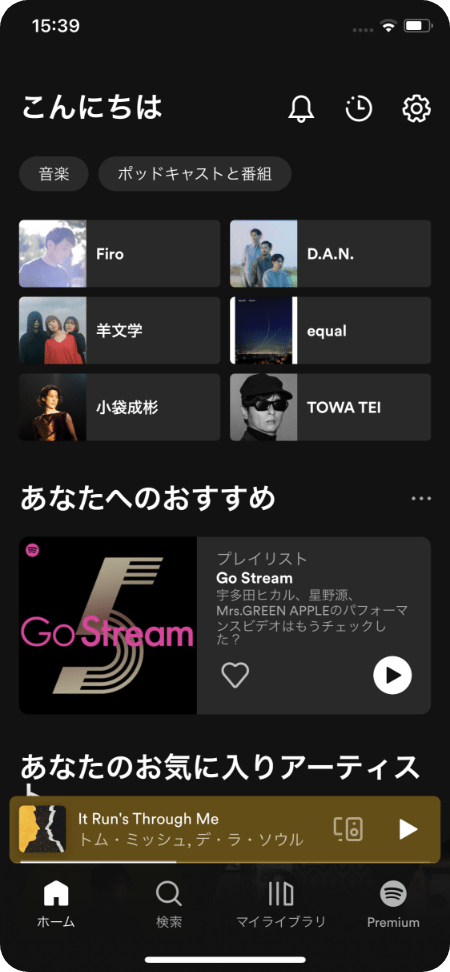 15:39
こんにちは
音楽
ポッドキャストと番組
Firo
D.A.N.
羊文学
equal
小袋成彬
TOWA TEI
あなたへのおすすめ
Go Stream
プレイリスト
Go Stream
宇多田ヒカル、星野源、
Mrs.GREEN APPLEのパフォーマ
ンスビデオはもうチェックし
た？
あなたのお気に入りアーティス
ト
It Run's Through Me
トム・ミッシュ, デ・ラ・ソウル
ホーム
検索
マイライブラリ
Premium